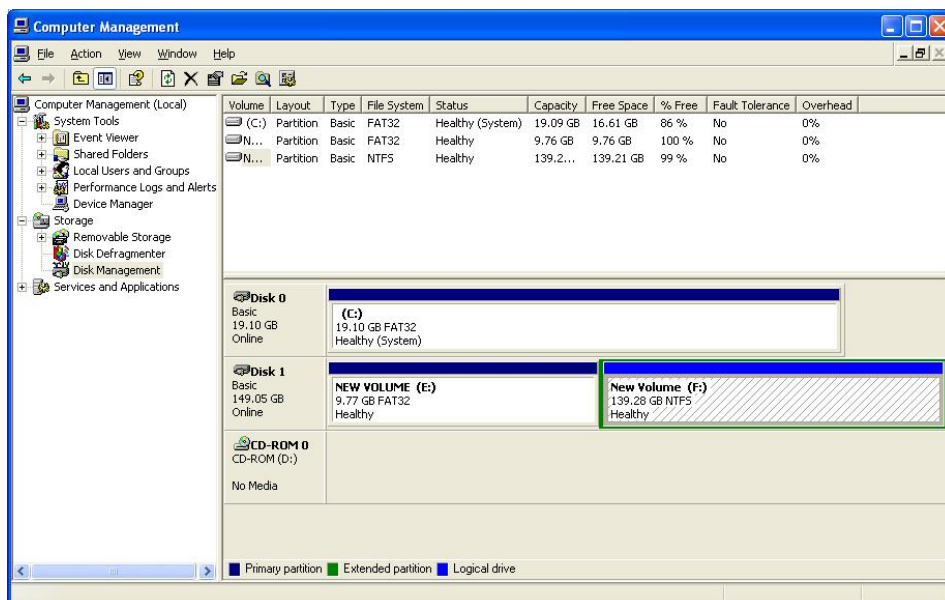 Computer Management
File Action View Window Help
Computer Management (Local)
System Tools
Event Viewer
Shared Folders
Local Users and Groups
Performance Logs and Alerts
Device Manager
Storage
Removable Storage
Disk Defragmenter
Disk Management
Services and Applications
Volume Layout Type File System Status Capacity Free Space % Free Fault Tolerance Overhead
(C:) Partition Basic FAT32 Healthy (System) 19.09 GB 16.61 GB 86 % No 0%
N... Partition Basic FAT32 Healthy 9.76 GB 9.76 GB 100 % No 0%
N... Partition Basic NTFS Healthy 139.2... 139.21 GB 99 % No 0%
Disk 0
Basic
19.10 GB
Online
(C:)
19.10 GB FAT32
Healthy (System)
Disk 1
Basic
149.05 GB
Online
NEW VOLUME (E:)
9.77 GB FAT32
Healthy
New Volume (F:)
139.28 GB NTFS
Healthy
CD-ROM 0
CD-ROM (D:)
No Media
Primary partition Extended partition Logical drive